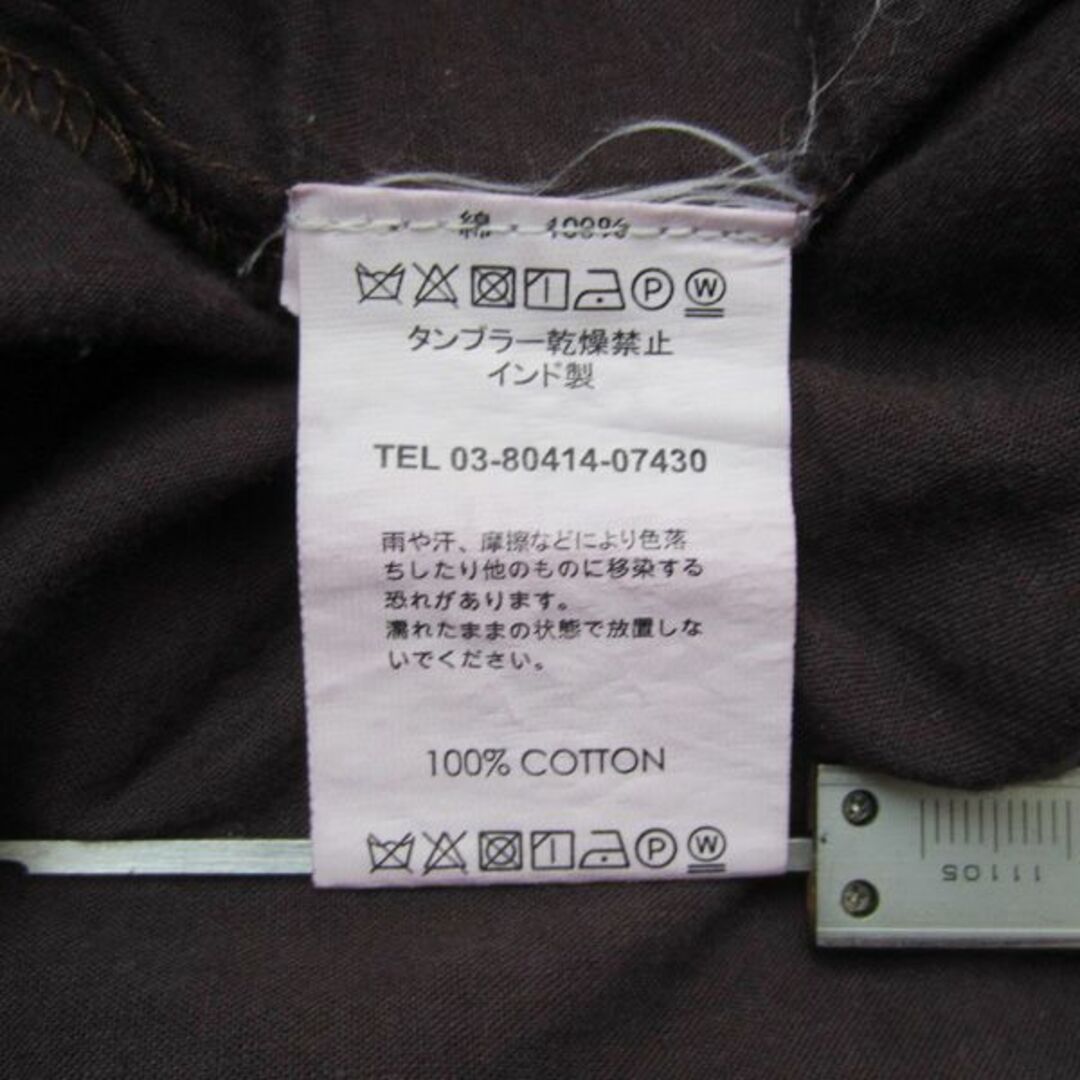 綿 100%
タンブラー乾燥禁止
インド製
TEL 03-80414-07430
雨や汗、摩擦などにより色落
ちしたり他のものに移染する
恐れがあります。
濡れたままの状態で放置しな
いでください。
100% COTTON
P W
11105